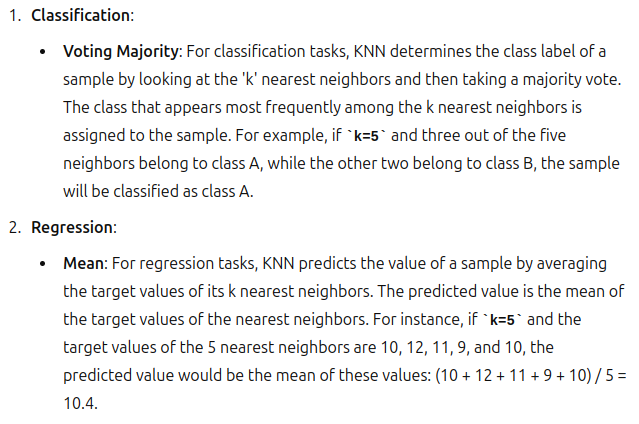 1. Classification:
• Voting Majority: For classification tasks, KNN determines the class label of a
sample by looking at the 'k' nearest neighbors and then taking a majority vote.
The class that appears most frequently among the k nearest neighbors is
assigned to the sample. For example, if `k=5` and three out of the five
neighbors belong to class A, while the other two belong to class B, the sample
will be classified as class A.
2. Regression:
• Mean: For regression tasks, KNN predicts the value of a sample by averaging
the target values of its k nearest neighbors. The predicted value is the mean of
the target values of the nearest neighbors. For instance, if `k=5` and the
target values of the 5 nearest neighbors are 10, 12, 11, 9, and 10, the
predicted value would be the mean of these values: (10 + 12 + 11 + 9 + 10) / 5 =
10.4.